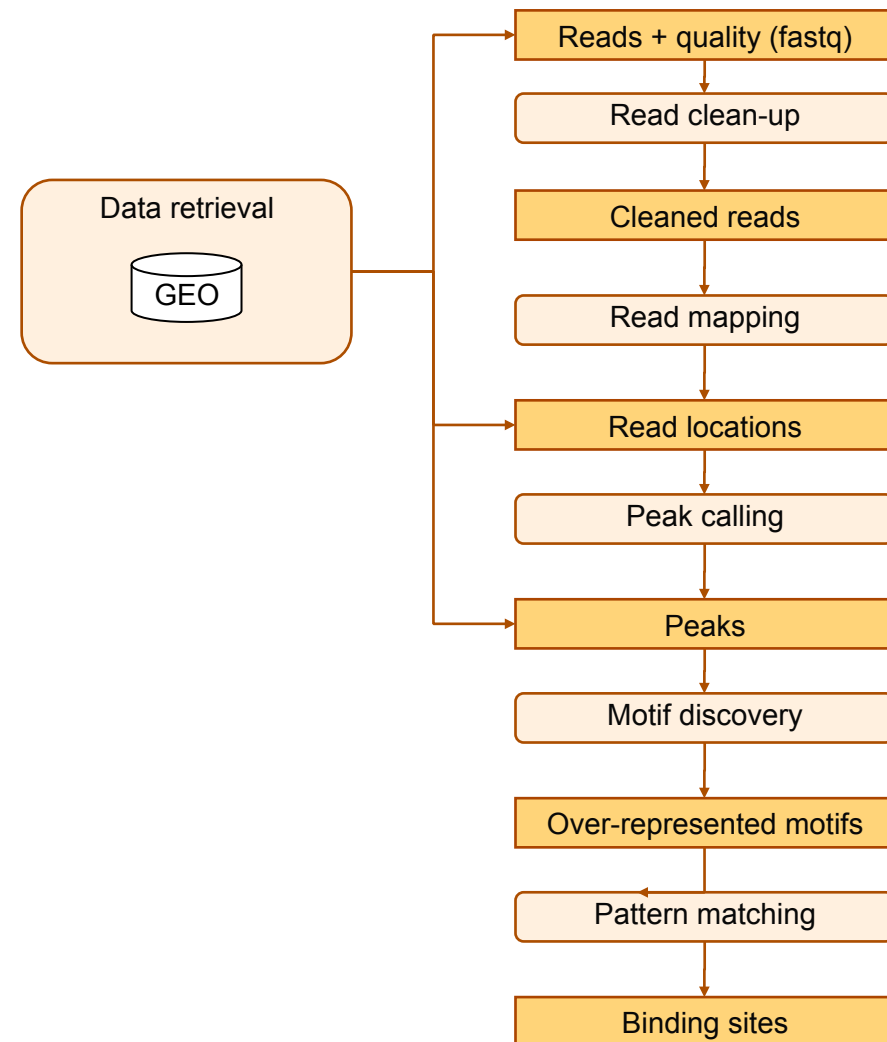 Reads + quality (fastq)
Read clean-up
Data retrieval
GEO
Cleaned reads
Read mapping
Read locations
Peak calling
Peaks
Motif discovery
Over-represented motifs
Pattern matching
Binding sites